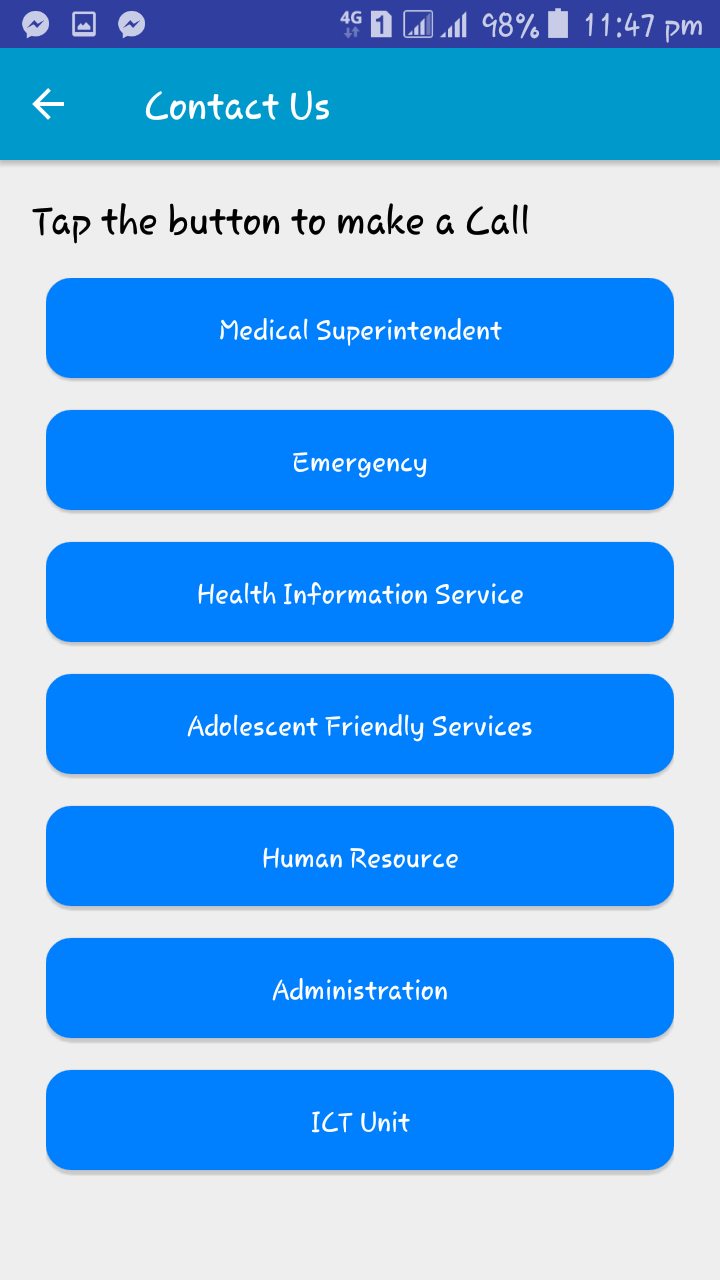 4G 1 98% 11:47 pm
Contact Us
Tap the button to make a Call
Medical Superintendent
Emergency
Health Information Service
Adolescent Friendly Services
Human Resource
Administration
ICT Unit